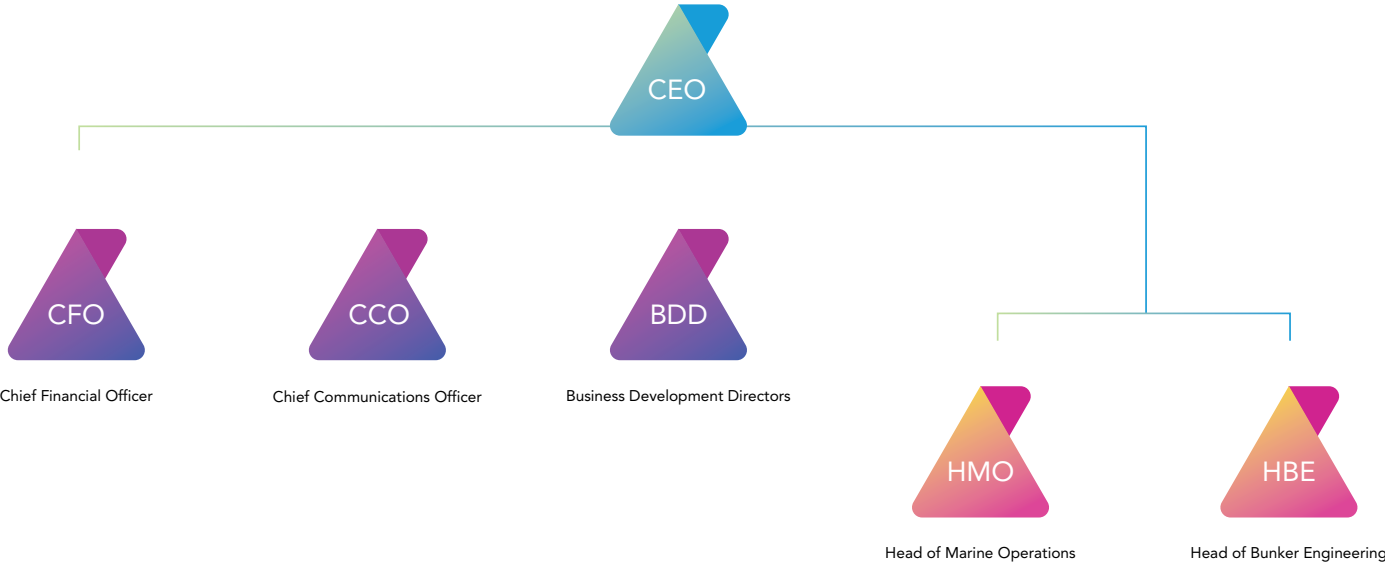 CEO
CFO
CCO
BDD
Chief Financial Officer
Chief Communications Officer
Business Development Directors
HMO
HBE
Head of Marine Operations
Head of Bunker Engineering